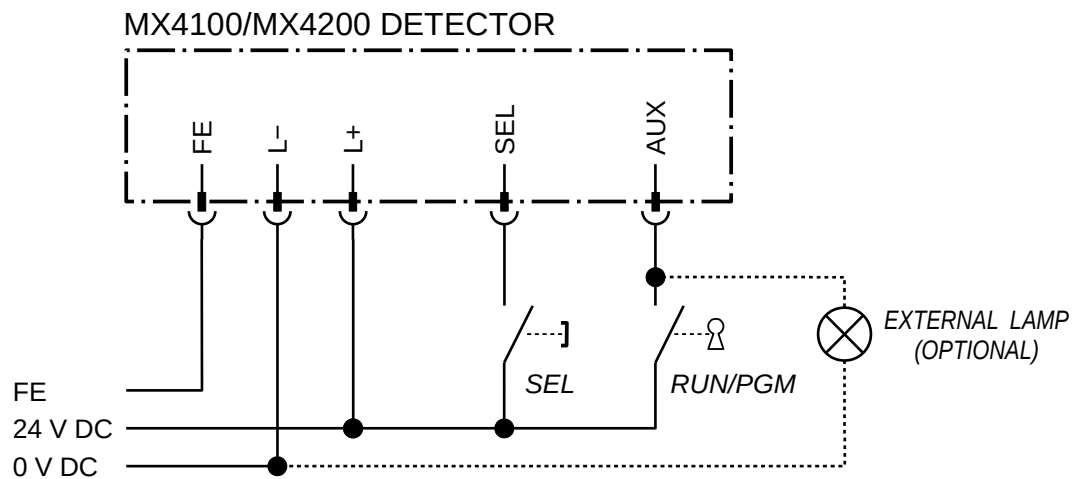 MX4100/MX4200 DETECTOR
FE
L−
L+
SEL
AUX
EXTERNAL LAMP
(OPTIONAL)
SEL
RUN/PGM
FE
24 V DC
0 V DC